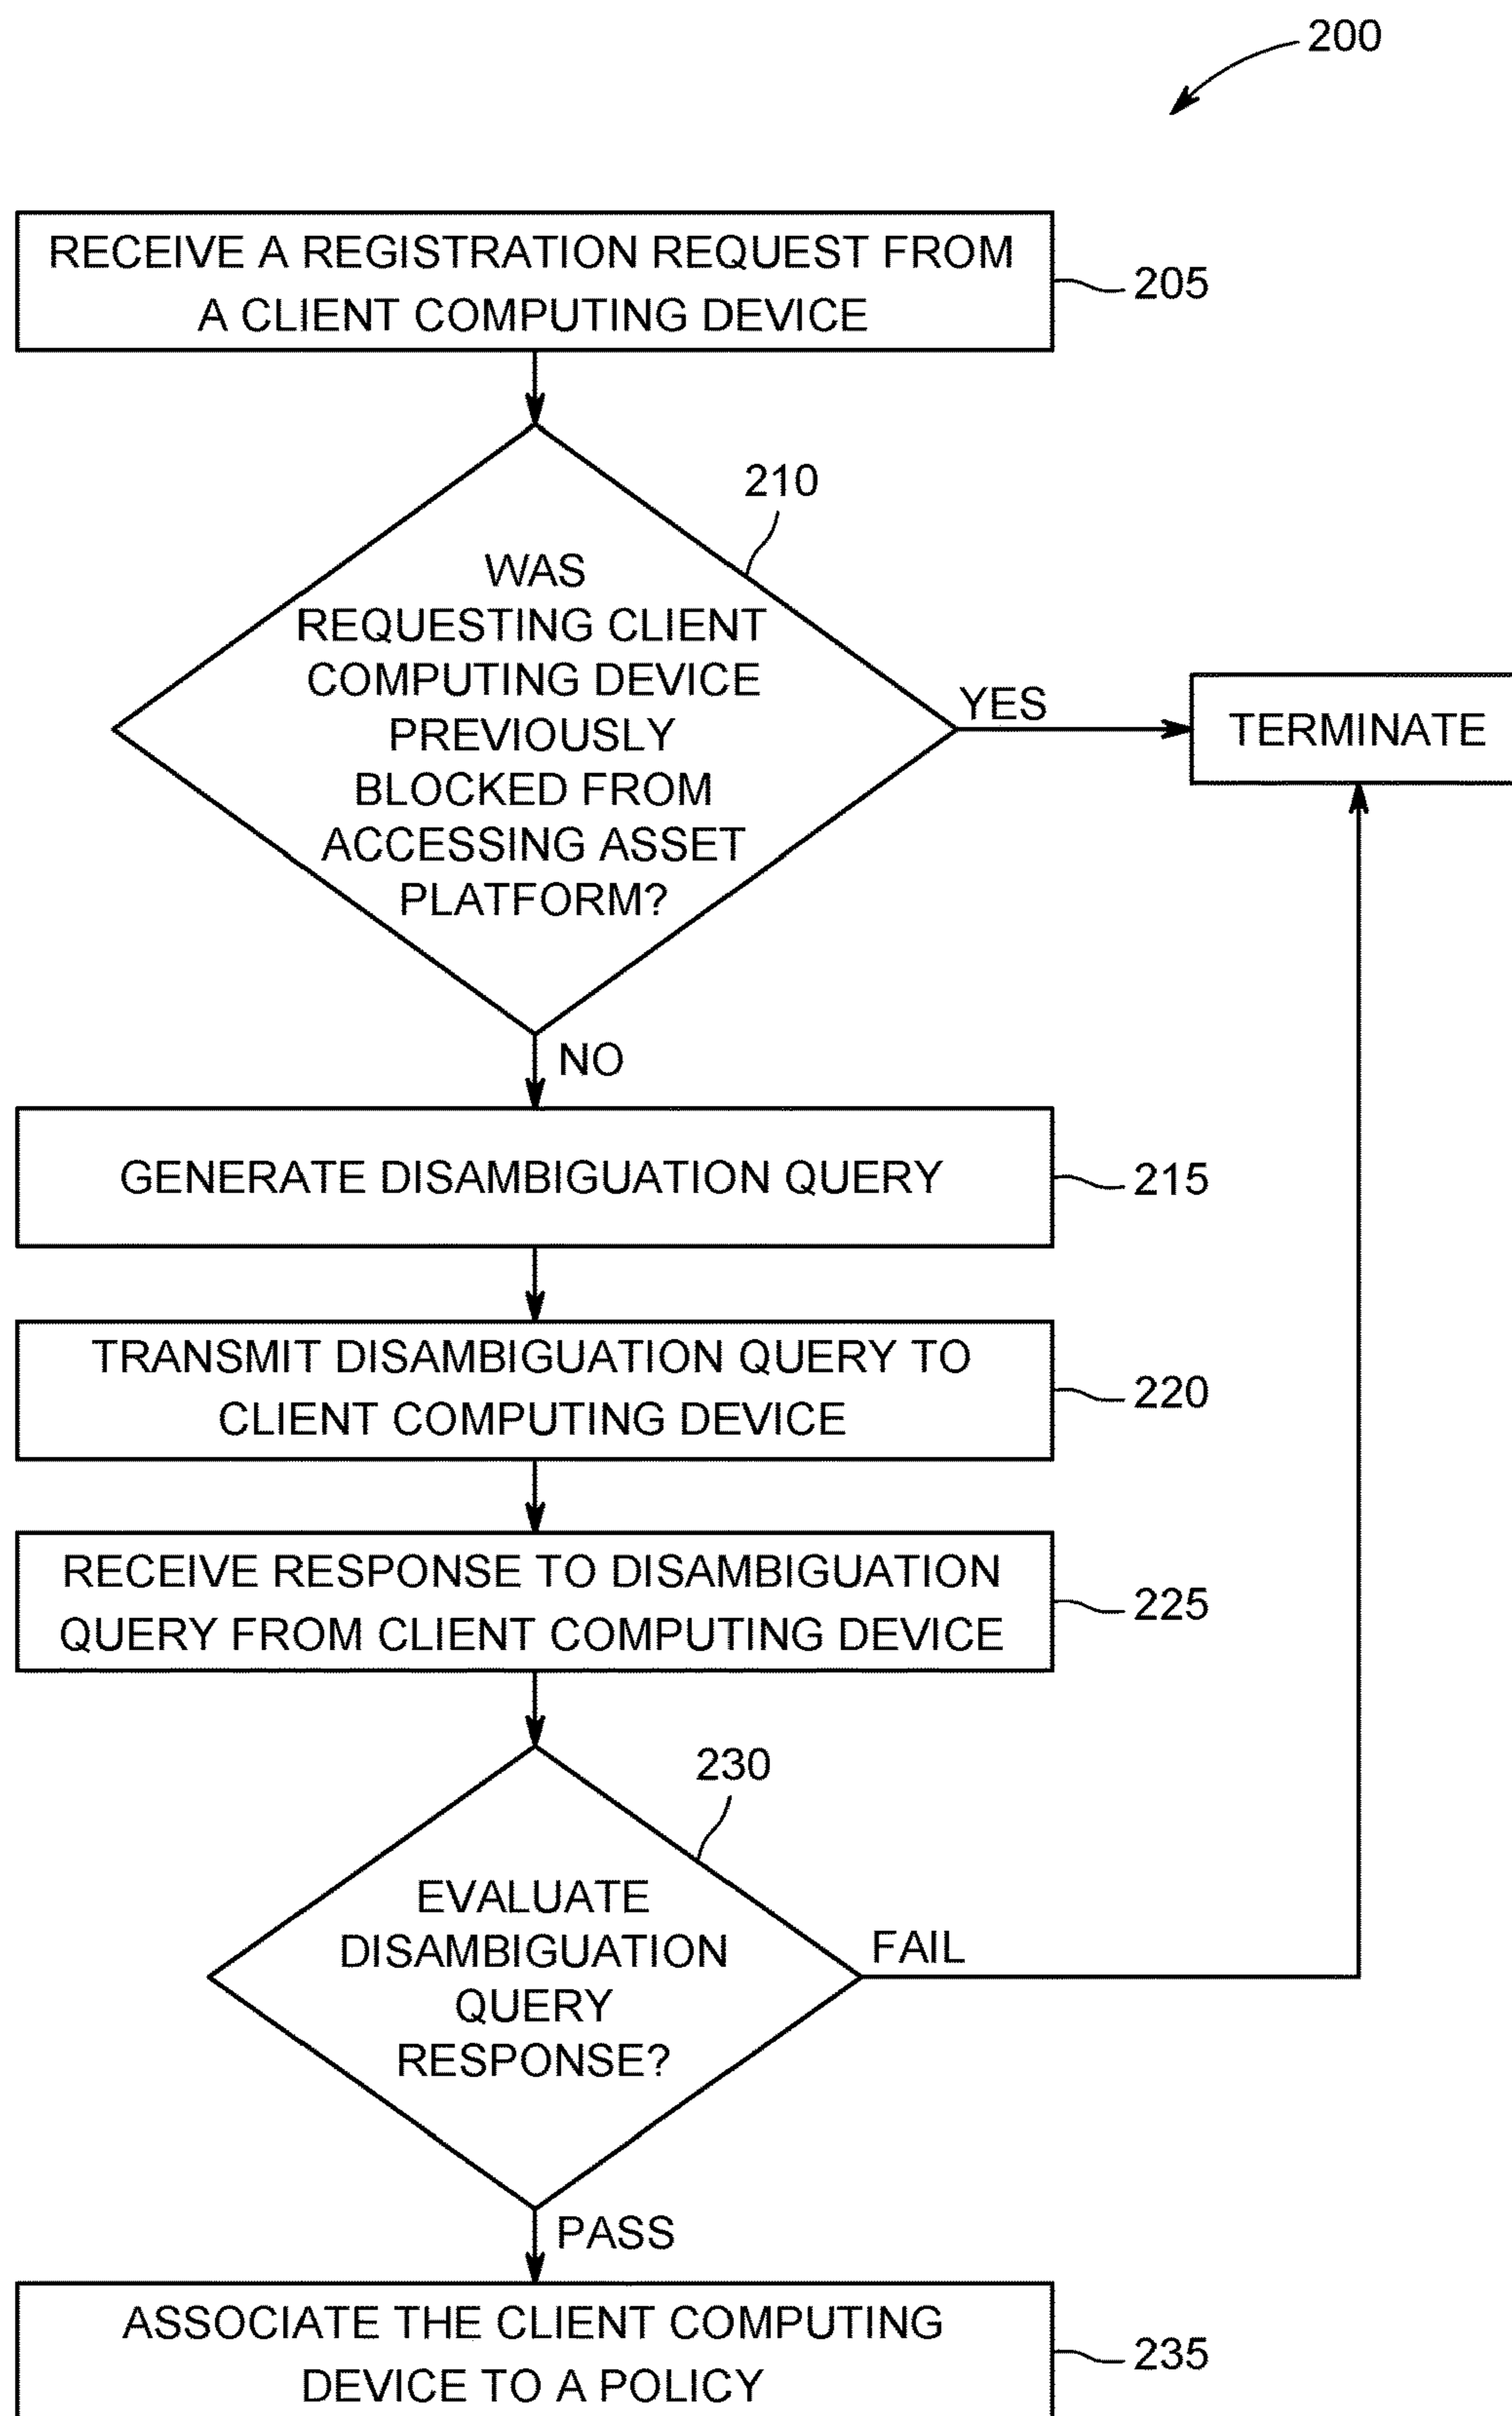 200
RECEIVE A REGISTRATION REQUEST FROM
A CLIENT COMPUTING DEVICE
205
210
WAS
REQUESTING CLIENT
COMPUTING DEVICE
PREVIOUSLY
BLOCKED FROM
ACCESSING ASSET
PLATFORM?
YES
TERMINATE
NO
GENERATE DISAMBIGUATION QUERY
215
TRANSMIT DISAMBIGUATION QUERY TO
CLIENT COMPUTING DEVICE
220
RECEIVE RESPONSE TO DISAMBIGUATION
QUERY FROM CLIENT COMPUTING DEVICE
225
230
EVALUATE
DISAMBIGUATION
QUERY
RESPONSE?
FAIL
PASS
ASSOCIATE THE CLIENT COMPUTING
DEVICE TO A POLICY
235